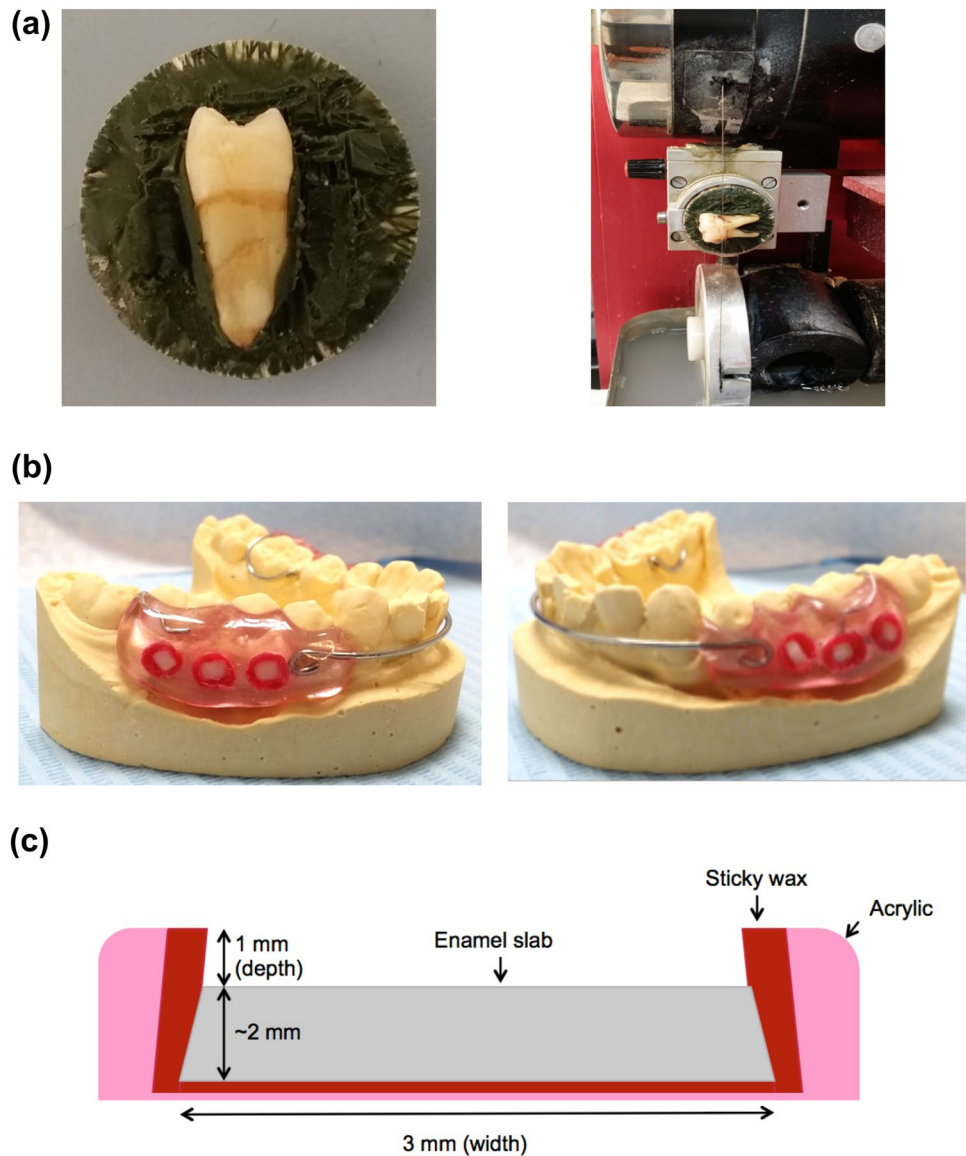 (a)
(b)
(c)
Sticky wax
Acrylic
1 mm
(depth)
Enamel slab
~2 mm
3 mm (width)